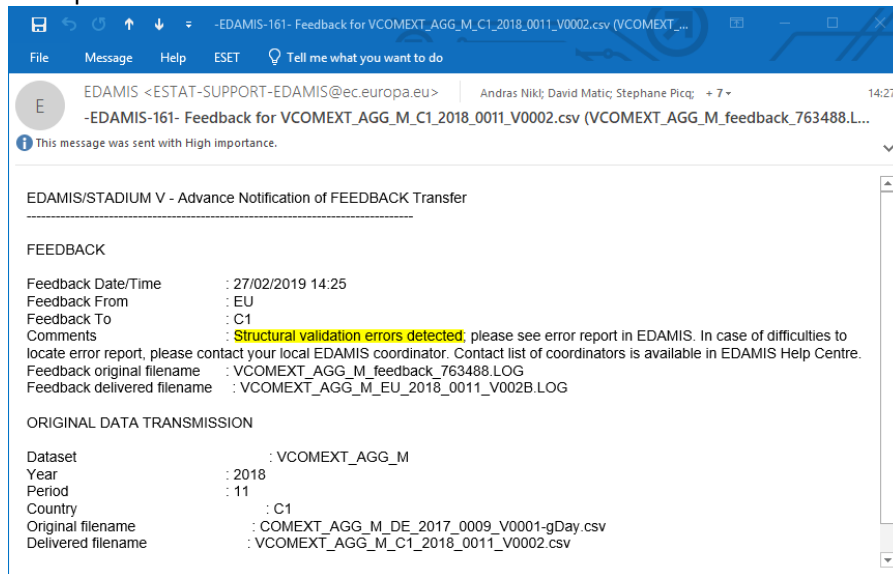 -EDAMIS-161- Feedback for VCOMEXT_AGG_M_C1_2018_0011_V0002.csv (VCOMEXT_...
File Message Help ESET Tell me what you want to do
E
EDAMIS <ESTAT-SUPPORT-EDAMIS@ec.europa.eu> Andras Nikl; David Matic; Stephane Picq; + 7 14:27
-EDAMIS-161- Feedback for VCOMEXT_AGG_M_C1_2018_0011_V0002.csv (VCOMEXT_AGG_M_feedback_763488.L...
This message was sent with High importance.
EDAMIS/STADIUM V - Advance Notification of FEEDBACK Transfer
--------------------------------------------------------------------------------
FEEDBACK
Feedback Date/Time : 27/02/2019 14:25
Feedback From : EU
Feedback To : C1
Comments : Structural validation errors detected; please see error report in EDAMIS. In case of difficulties to
locate error report, please contact your local EDAMIS coordinator. Contact list of coordinators is available in EDAMIS Help Centre.
Feedback original filename : VCOMEXT_AGG_M_feedback_763488.LOG
Feedback delivered filename : VCOMEXT_AGG_M_EU_2018_0011_V002B.LOG
ORIGINAL DATA TRANSMISSION
Dataset : VCOMEXT_AGG_M
Year : 2018
Period : 11
Country : C1
Original filename : COMEXT_AGG_M_DE_2017_0009_V0001-gDay.csv
Delivered filename : VCOMEXT_AGG_M_C1_2018_0011_V0002.csv